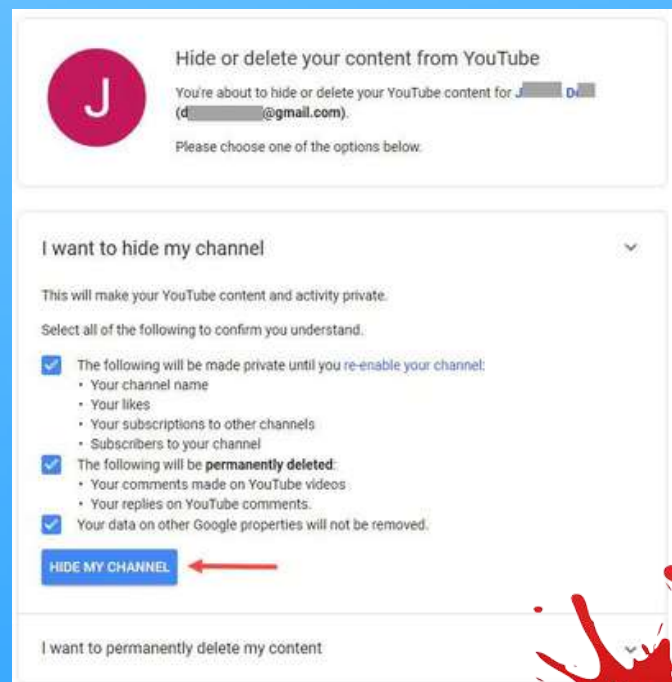 J
Hide or delete your content from YouTube
You're about to hide or delete your YouTube content for J D
(d @gmail.com).
Please choose one of the options below.
I want to hide my channel
This will make your YouTube content and activity private.
Select all of the following to confirm you understand.
The following will be made private until you re-enable your channel:
• Your channel name
• Your likes
• Your subscriptions to other channels
• Subscribers to your channel
The following will be permanently deleted:
• Your comments made on YouTube videos
• Your replies on YouTube comments.
Your data on other Google properties will not be removed.
HIDE MY CHANNEL
I want to permanently delete my content